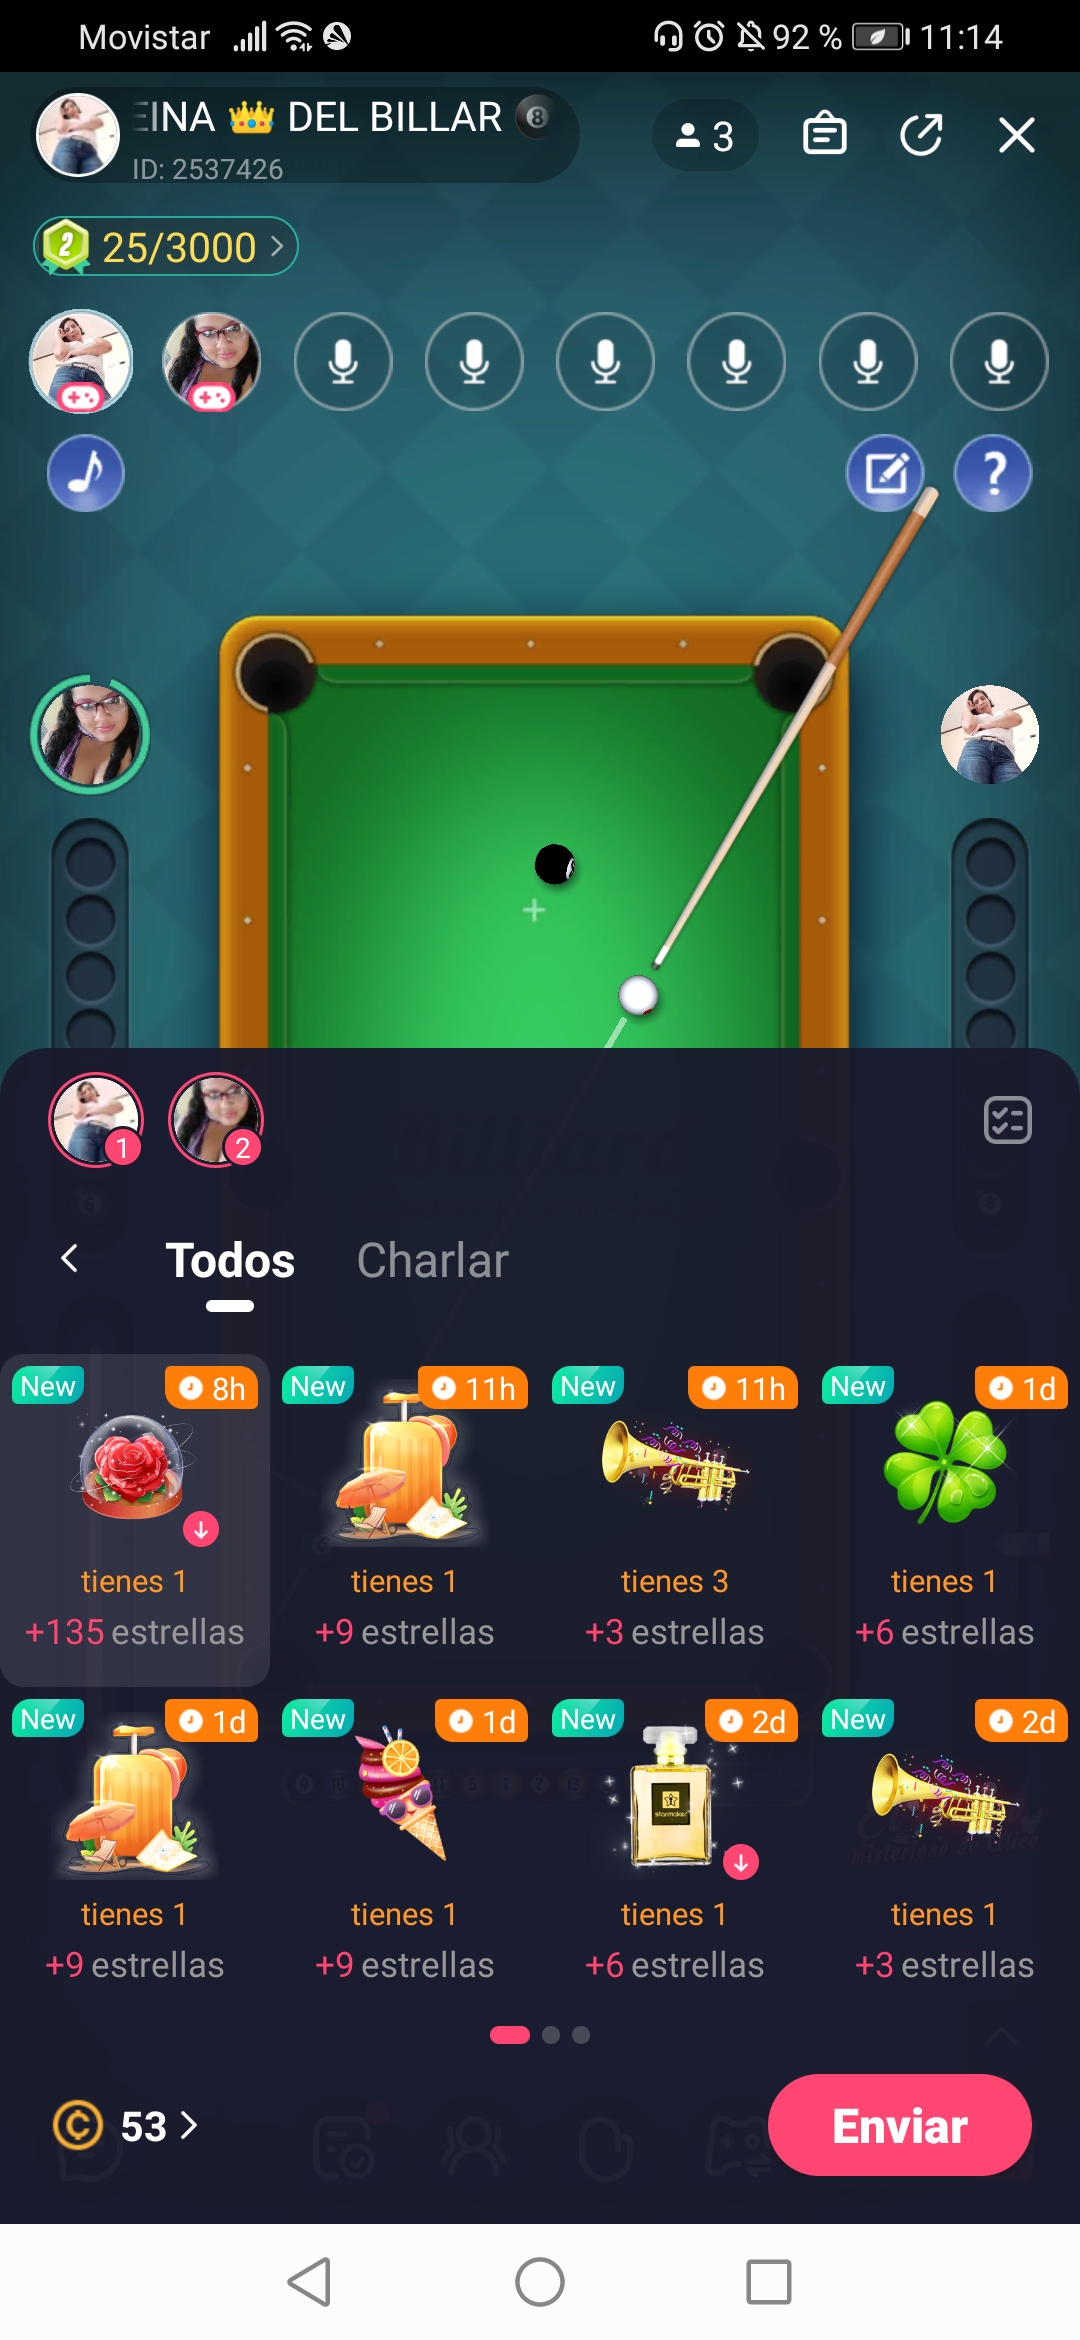 Movistar
92 %
11:14
EINA 👑 DEL BILLAR 🎱
ID: 2537426
3
2
25/3000
?
1
2
Todos
Charlar
New
8h
New
11h
New
11h
New
1d
tienes 1
tienes 1
tienes 3
tienes 1
+135 estrellas
+9 estrellas
+3 estrellas
+6 estrellas
New
1d
New
1d
New
2d
New
2d
starmaker
tienes 1
tienes 1
tienes 1
tienes 1
+9 estrellas
+9 estrellas
+6 estrellas
+3 estrellas
53
Enviar